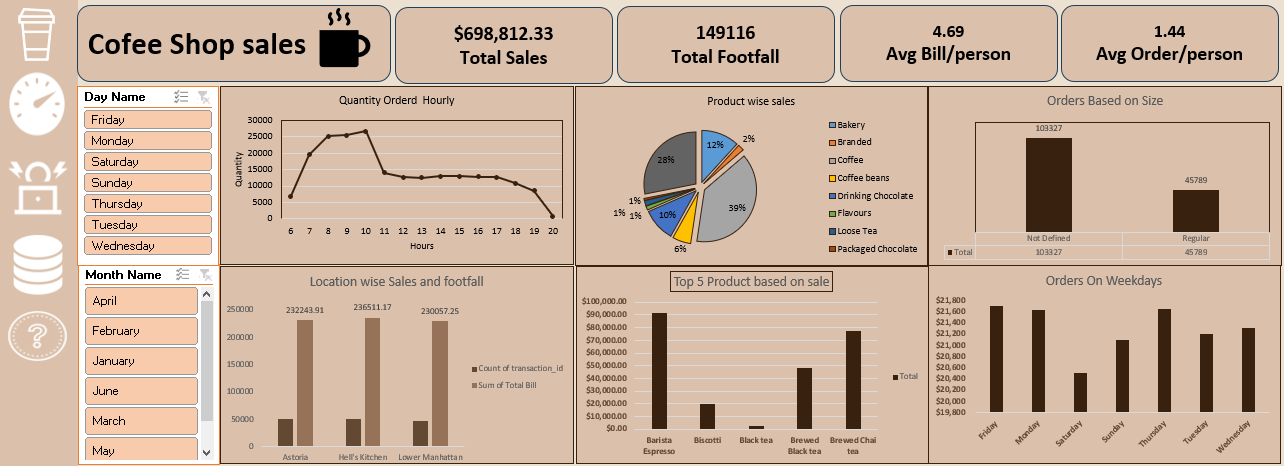 Cofee Shop sales
$698,812.33
Total Sales
149116
Total Footfall
4.69
Avg Bill/person
1.44
Avg Order/person
Day Name
Friday
Monday
Saturday
Sunday
Thursday
Tuesday
Wednesday
Month Name
April
February
January
June
March
May
Quantity Orderd Hourly
30000
25000
20000
15000
10000
5000
0
Quantity
6 7 8 9 10 11 12 13 14 15 16 17 18 19 20
Hours
Product wise sales
12%
2%
39%
6%
10%
1%
1%
1%
28%
Bakery
Branded
Coffee
Coffee beans
Drinking Chocolate
Flavours
Loose Tea
Packaged Chocolate
Orders Based on Size
103327
45789
Not Defined Regular
Total 103327 45789
Location wise Sales and footfall
250000
200000
150000
100000
50000
0
232243.91
236511.17
230057.25
Astoria Hell's Kitchen Lower Manhattan
Count of transaction_id
Sum of Total Bill
Top 5 Product based on sale
$100,000.00
$90,000.00
$80,000.00
$70,000.00
$60,000.00
$50,000.00
$40,000.00
$30,000.00
$20,000.00
$10,000.00
$0.00
Barista Biscotti Black tea Brewed Brewed Chai
Espresso Black tea tea
Total
Orders On Weekdays
$21,800
$21,600
$21,400
$21,200
$21,000
$20,800
$20,600
$20,400
$20,200
$20,000
$19,800
Friday Monday Saturday Sunday Thursday Tuesday Wednesday
?